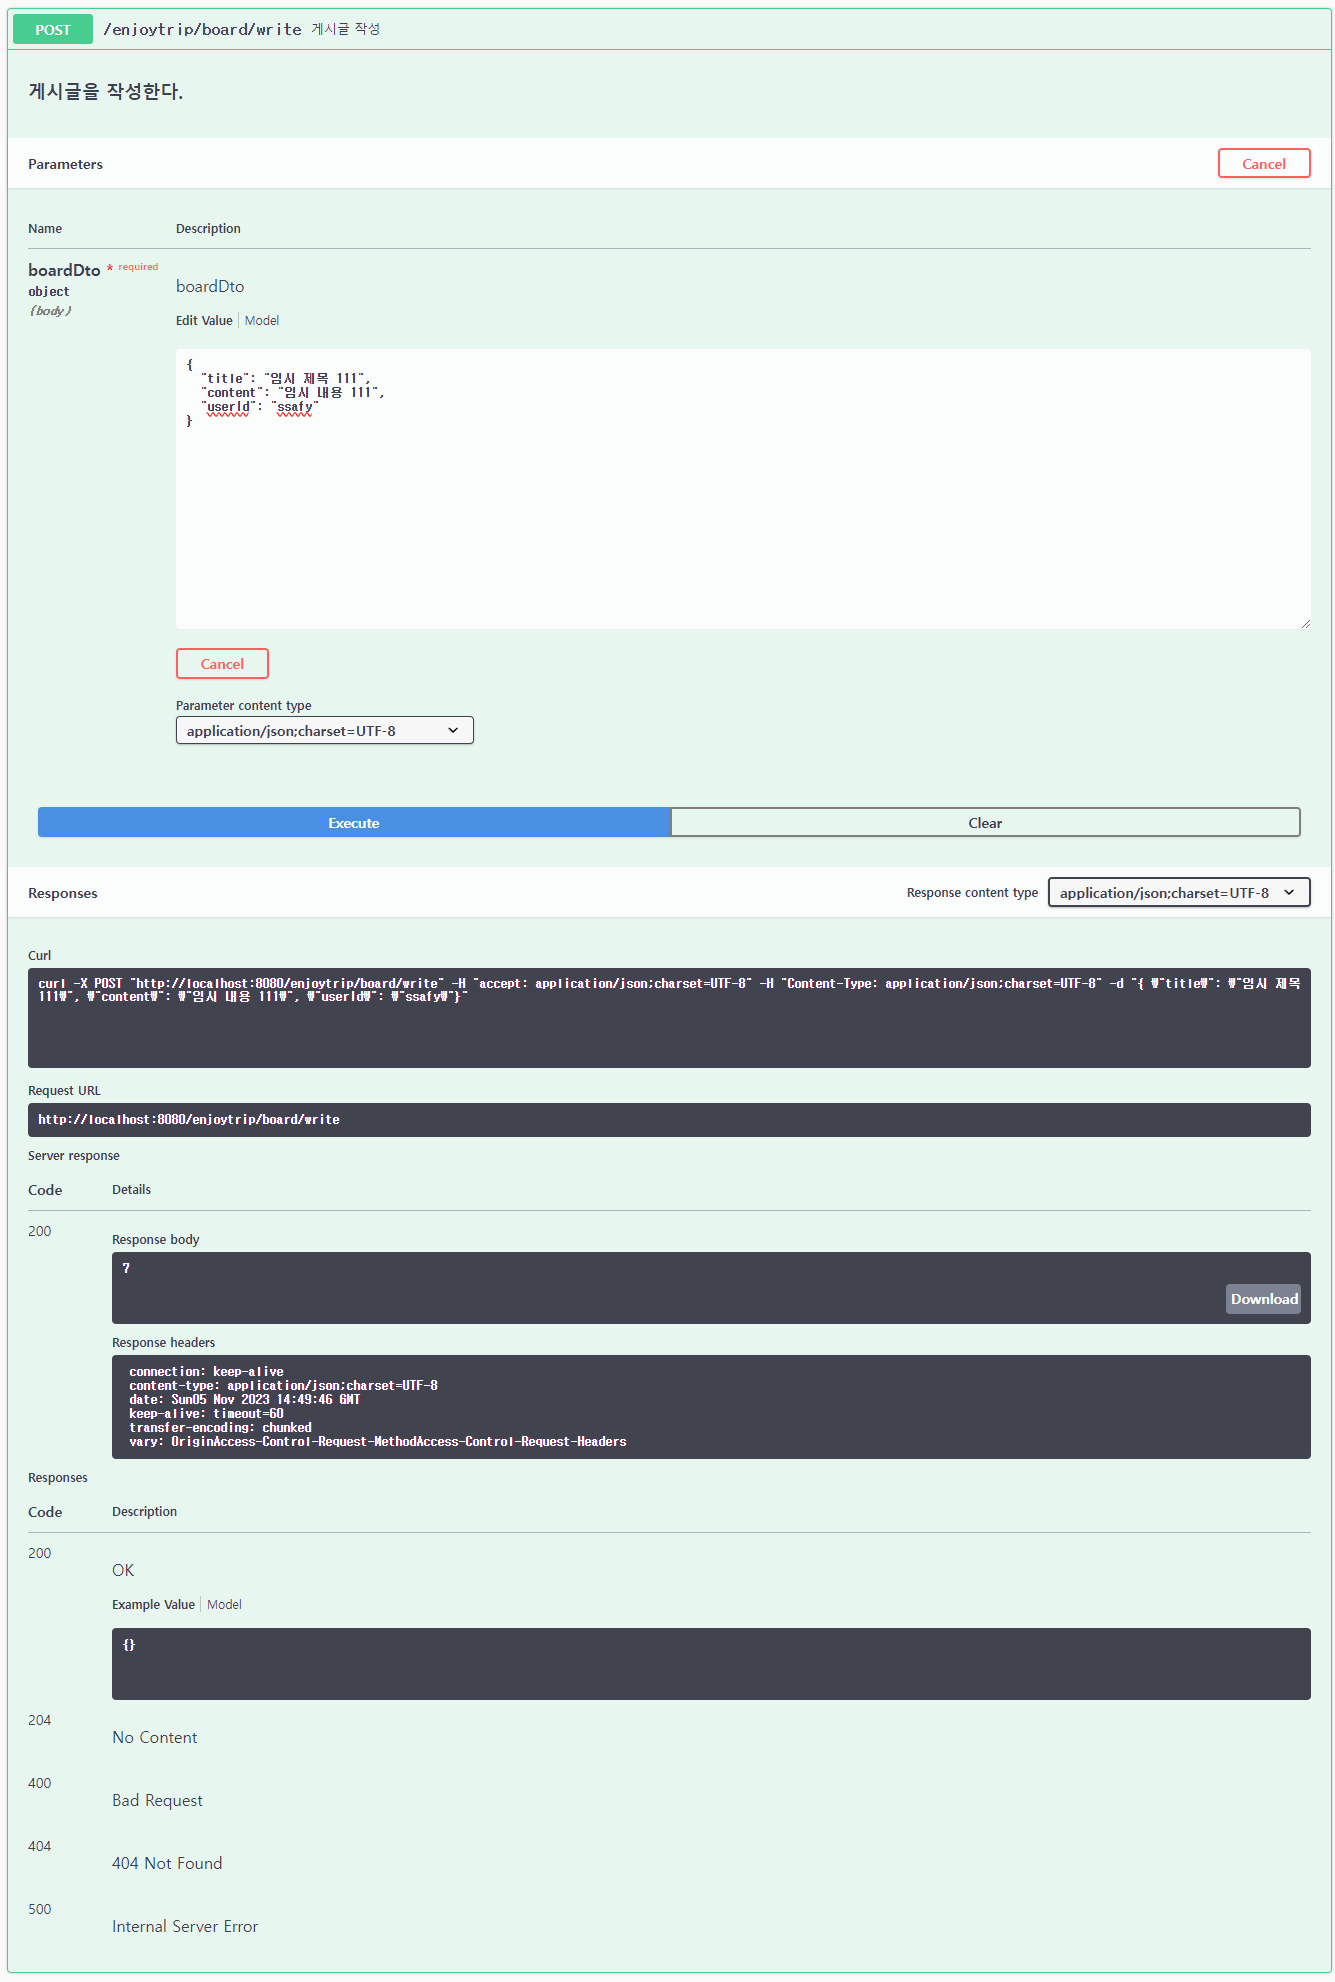 POST /enjoytrip/board/write 게시글 작성
게시글을 작성한다.
Parameters
Cancel
Name Description
boardDto * required
object
(body)
boardDto
Edit Value Model
{
"title": "임시 제목 111",
"content": "임시 내용 111",
"userId": "ssafy"
}
Cancel
Parameter content type
application/json;charset=UTF-8
Execute Clear
Responses
Response content type application/json;charset=UTF-8
Curl
curl -X POST "http://localhost:8080/enjoytrip/board/write" -H "accept: application/json;charset=UTF-8" -H "Content-Type: application/json;charset=UTF-8" -d "{ ₩"title₩": ₩"임시 제목
111₩", ₩"content₩": ₩"임시 내용 111₩", ₩"userId₩": ₩"ssafy₩"}"
Request URL
http://localhost:8080/enjoytrip/board/write
Server response
Code Details
200
Response body
7
Download
Response headers
connection: keep-alive
content-type: application/json;charset=UTF-8
date: Sun05 Nov 2023 14:49:46 GMT
keep-alive: timeout=60
transfer-encoding: chunked
vary: OriginAccess-Control-Request-MethodAccess-Control-Request-Headers
Responses
Code Description
200
OK
Example Value Model
{}
204
No Content
400
Bad Request
404
404 Not Found
500
Internal Server Error